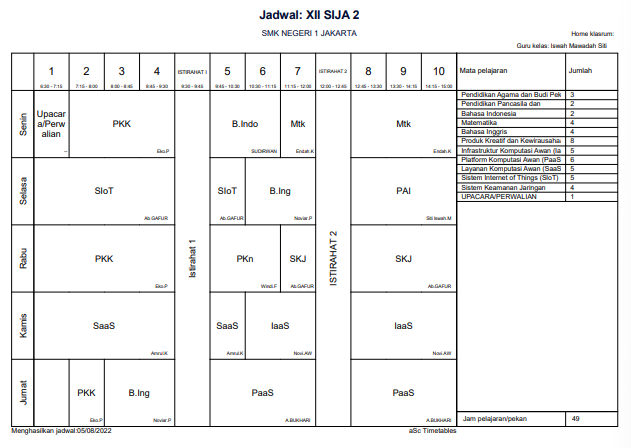 Jadwal: XII SIJA 2
SMK NEGERI 1 JAKARTA
Home klasrum:
Guru kelas: Iswah Mawadah Siti
1 2 3 4 ISTIRAHAT I 5 6 7 ISTIRAHAT 2 8 9 10 Mata pelajaran Jumlah
6:30 - 7:15 7:15 - 8:00 8:00 - 8:45 8:45 - 9:30 9:30 - 9:45 9:45 - 10:30 10:30 - 11:15 11:15 - 12:00 12:00 - 12:45 12:45 - 13:30 13:30 - 14:15 14:15 - 15:00
Senin
Upacar
a/Perw
alian
PKK
Eko.P
B.Indo
SUDIRMAN
Mtk
Endah.K
Mtk
Endah.K
Selasa
SIoT
Ab.GAFUR
SIoT
Ab.GAFUR
B.Ing
Noviar.P
PAI
Siti Iswah.M
Rabu
PKK
Eko.P
Istirahat 1
PKn
Windi.F
SKJ
Ab.GAFUR
ISTIRAHAT 2
SKJ
Ab.GAFUR
Kamis
SaaS
Amrul.K
SaaS
Amrul.K
IaaS
Novi.AW
IaaS
Novi.AW
Jumat
PKK
Eko.P
B.Ing
Noviar.P
PaaS
A.BUKHARI
PaaS
A.BUKHARI
Pendidikan Agama dan Budi Pek 3
Pendidikan Pancasila dan 2
Bahasa Indonesia 2
Matematika 4
Bahasa Inggris 4
Produk Kreatif dan Kewirausaha 8
Infrastruktur Komputasi Awan (Ia 5
Platform Komputasi Awan (PaaS 6
Layanan Komputasi Awan (SaaS 5
Sistem Internet of Things (SIoT) 5
Sistem Keamanan Jaringan 4
UPACARA/PERWALIAN 1
Jam pelajaran/pekan 49
Menghasilkan jadwal:05/08/2022
aSc Timetables